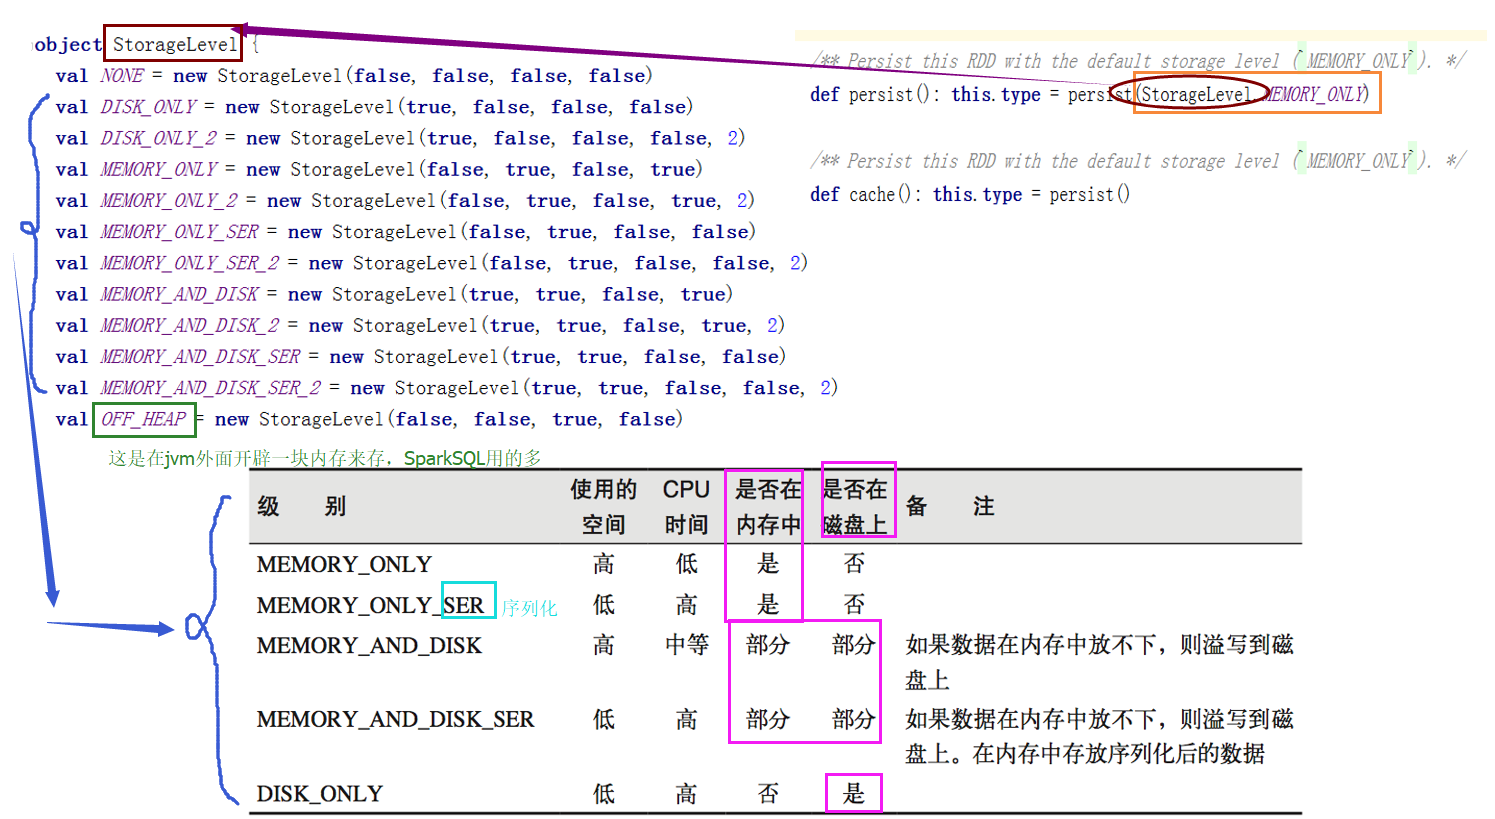 object StorageLevel {
val NONE = new StorageLevel(false, false, false, false)
val DISK_ONLY = new StorageLevel(true, false, false, false)
val DISK_ONLY_2 = new StorageLevel(true, false, false, false, 2)
val MEMORY_ONLY = new StorageLevel(false, true, false, true)
val MEMORY_ONLY_2 = new StorageLevel(false, true, false, true, 2)
val MEMORY_ONLY_SER = new StorageLevel(false, true, false, false)
val MEMORY_ONLY_SER_2 = new StorageLevel(false, true, false, false, 2)
val MEMORY_AND_DISK = new StorageLevel(true, true, false, true)
val MEMORY_AND_DISK_2 = new StorageLevel(true, true, false, true, 2)
val MEMORY_AND_DISK_SER = new StorageLevel(true, true, false, false)
val MEMORY_AND_DISK_SER_2 = new StorageLevel(true, true, false, false, 2)
val OFF_HEAP = new StorageLevel(false, false, true, false)
/** Persist this RDD with the default storage level (`MEMORY_ONLY`). */
def persist(): this.type = persist(StorageLevel.MEMORY_ONLY)
/** Persist this RDD with the default storage level (`MEMORY_ONLY`). */
def cache(): this.type = persist()
这是在jvm外面开辟一块内存来存，SparkSQL用的多
级 别 使用的空间 CPU时间 是否在内存中 是否在磁盘上 备 注
MEMORY_ONLY 高 低 是 否
MEMORY_ONLY_SER 序列化 低 高 是 否
MEMORY_AND_DISK 高 中等 部分 部分 如果数据在内存中放不下，则溢写到磁
盘上
MEMORY_AND_DISK_SER 低 高 部分 部分 如果数据在内存中放不下，则溢写到磁
盘上。在内存中存放序列化后的数据
DISK_ONLY 低 高 否 是